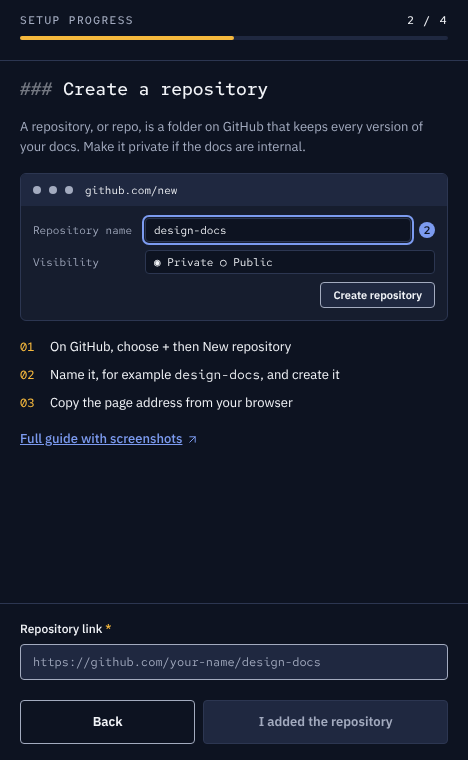 SETUP PROGRESS 2 / 4
### Create a repository
A repository, or repo, is a folder on GitHub that keeps every version of
your docs. Make it private if the docs are internal.
github.com/new
Repository name design-docs 2
Visibility ◉ Private ○ Public
Create repository
01 On GitHub, choose + then New repository
02 Name it, for example design-docs, and create it
03 Copy the page address from your browser
Full guide with screenshots ↗
Repository link *
https://github.com/your-name/design-docs
Back I added the repository